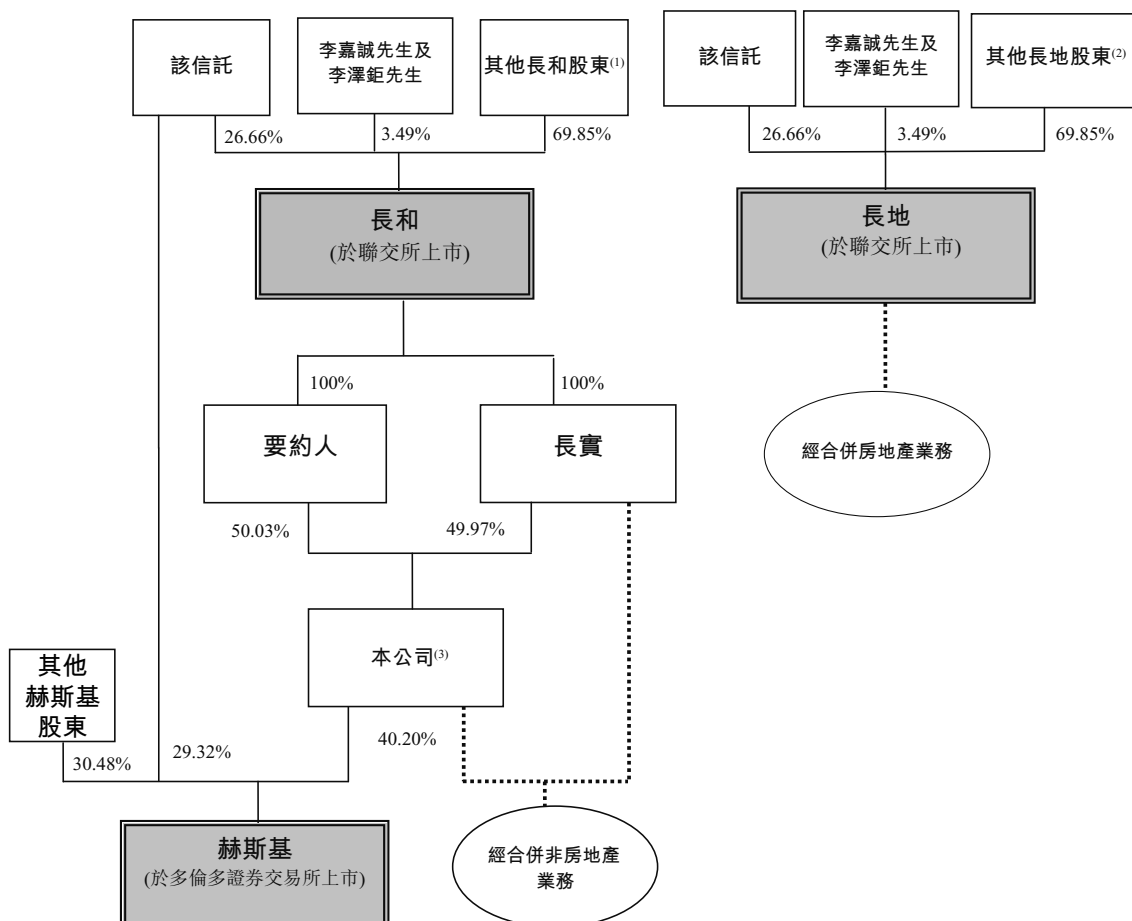 該信託
李嘉誠先生及
李澤鉅先生
其他長和股東(1)
26.66%
3.49%
69.85%
長和
(於聯交所上市)
該信託
李嘉誠先生及
李澤鉅先生
其他長地股東(2)
26.66%
3.49%
69.85%
長地
(於聯交所上市)
經合併房地產業務
100%
100%
要約人
長實
50.03%
49.97%
本公司(3)
其他
赫斯基
股東
30.48%
29.32%
40.20%
赫斯基
(於多倫多證券交易所上市)
經合併非房地產
業務